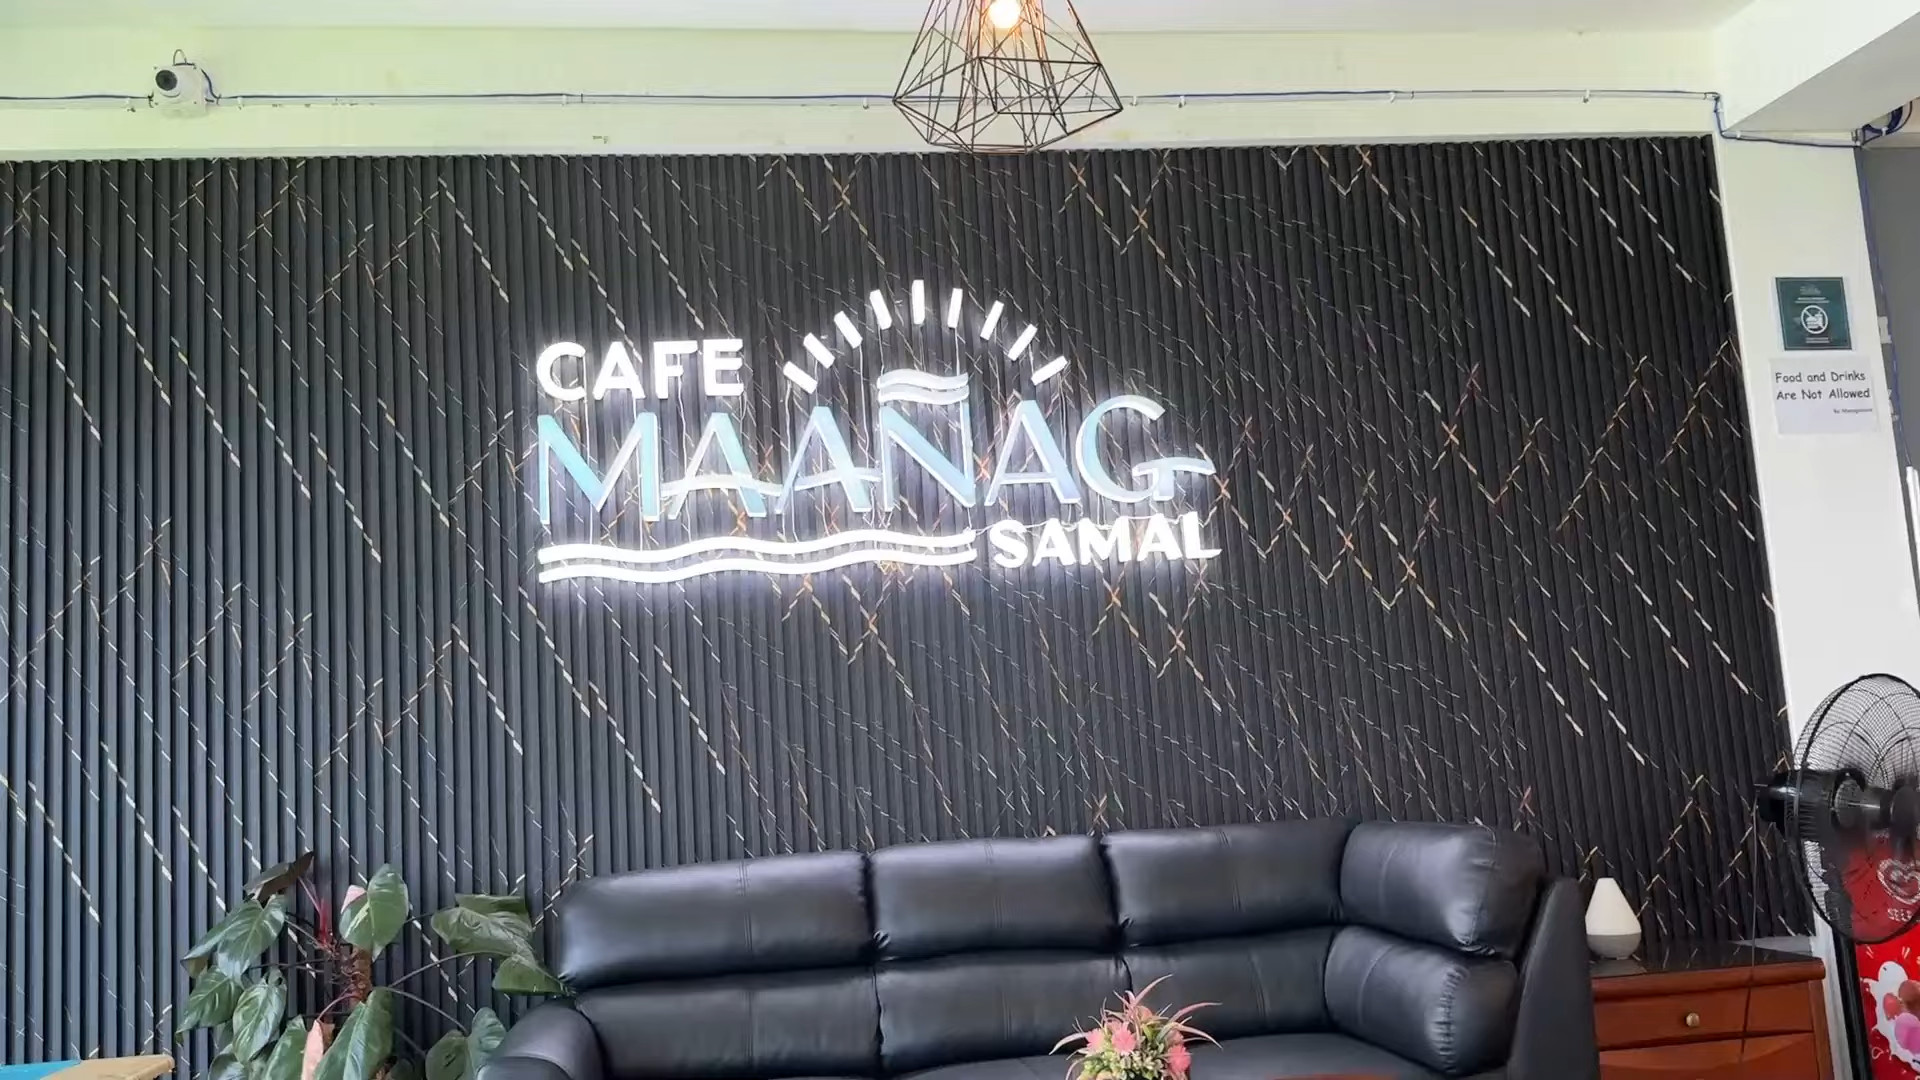 CAFE
MAAÑAG
SAMAL
Food and Drinks
Are Not Allowed